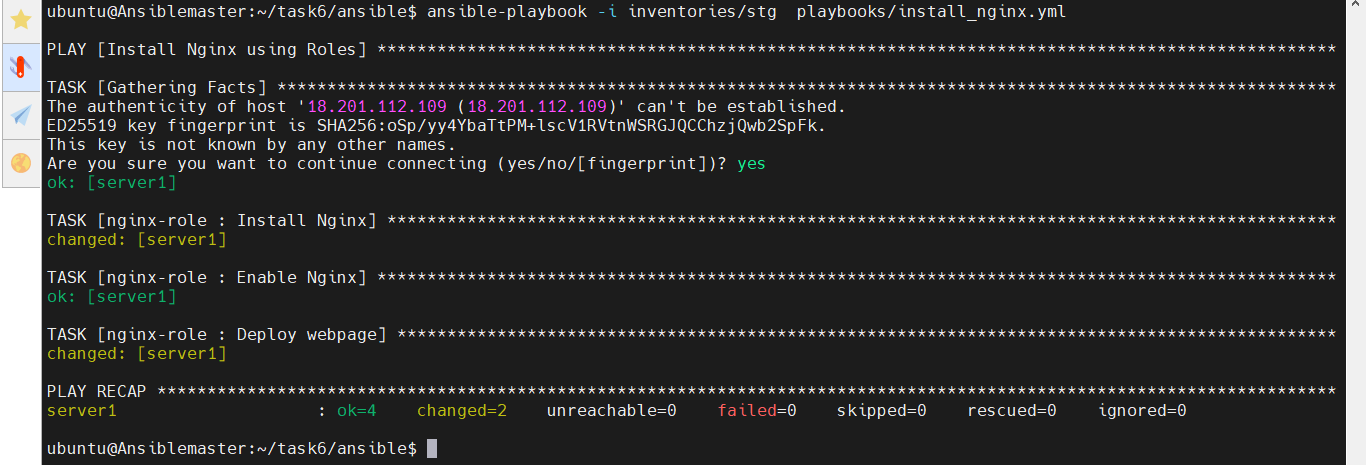 ubuntu@Ansiblemaster:~/task6/ansible$ ansible-playbook -i inventories/stg  playbooks/install_nginx.yml
PLAY [Install Nginx using Roles] ************************************************************************************************
TASK [Gathering Facts] **********************************************************************************************************
The authenticity of host '18.201.112.109 (18.201.112.109)' can't be established.
ED25519 key fingerprint is SHA256:oSp/yy4YbaTtPM+lscV1RVtnWSRGJQCChzjQwb2SpFk.
This key is not known by any other names.
Are you sure you want to continue connecting (yes/no/[fingerprint])? yes
ok: [server1]
TASK [nginx-role : Install Nginx] ***********************************************************************************************
changed: [server1]
TASK [nginx-role : Enable Nginx] ************************************************************************************************
ok: [server1]
TASK [nginx-role : Deploy webpage] **********************************************************************************************
changed: [server1]
PLAY RECAP **********************************************************************************************************************
server1                    : ok=4    changed=2    unreachable=0    failed=0    skipped=0    rescued=0    ignored=0
ubuntu@Ansiblemaster:~/task6/ansible$